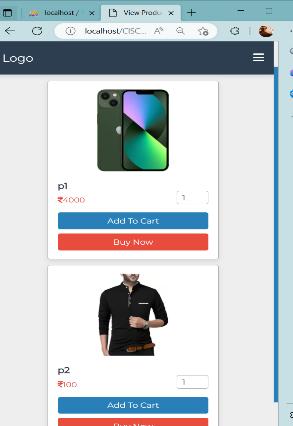 localhost /
View Produ
localhost/CISC...
Logo
p1
₹4000
1
Add To Cart
Buy Now
p2
₹100
1
Add To Cart
Buy Now